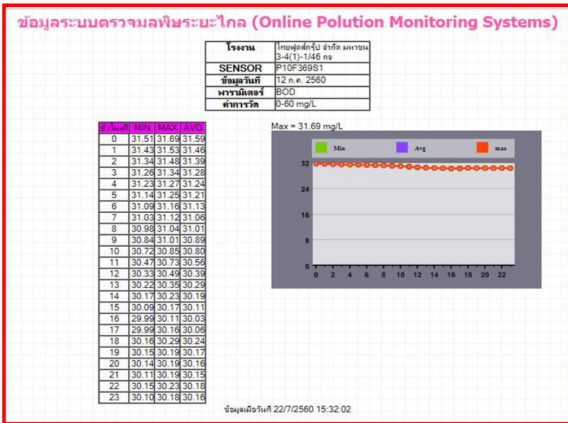 ข้อมูลระบบตรวจมลพิษระยะไกล (Online Polution Monitoring Systems)
โรงงาน ไทยฟูดส์กรุ๊ป จำกัด มหาชน
3-4(1)-1/46 กจ
SENSOR P10F369S1
ข้อมูลวันที่ 12 ก.ค. 2560
พารามิเตอร์ BOD
ค่าการวัด 0-60 mg/L
ชั่วโมงที่ MIN MAX AVG
0 31.51 31.69 31.59
1 31.43 31.53 31.46
2 31.34 31.48 31.39
3 31.26 31.34 31.28
4 31.23 31.27 31.24
5 31.14 31.25 31.21
6 31.09 31.16 31.13
7 31.03 31.12 31.06
8 30.98 31.04 31.01
9 30.84 31.01 30.89
10 30.72 30.85 30.80
11 30.47 30.73 30.56
12 30.33 30.49 30.39
13 30.22 30.35 30.29
14 30.17 30.23 30.19
15 30.09 30.17 30.11
16 29.99 30.11 30.03
17 29.99 30.16 30.06
18 30.16 30.29 30.24
19 30.15 30.19 30.17
20 30.14 30.19 30.16
21 30.11 30.19 30.15
22 30.15 30.23 30.18
23 30.10 30.18 30.16
Max = 31.69 mg/L
Min Avg max
32
24
16
8
0
0 2 4 6 8 10 12 14 16 18 20 22
ข้อมูลเมื่อวันที่ 22/7/2560 15:32:02